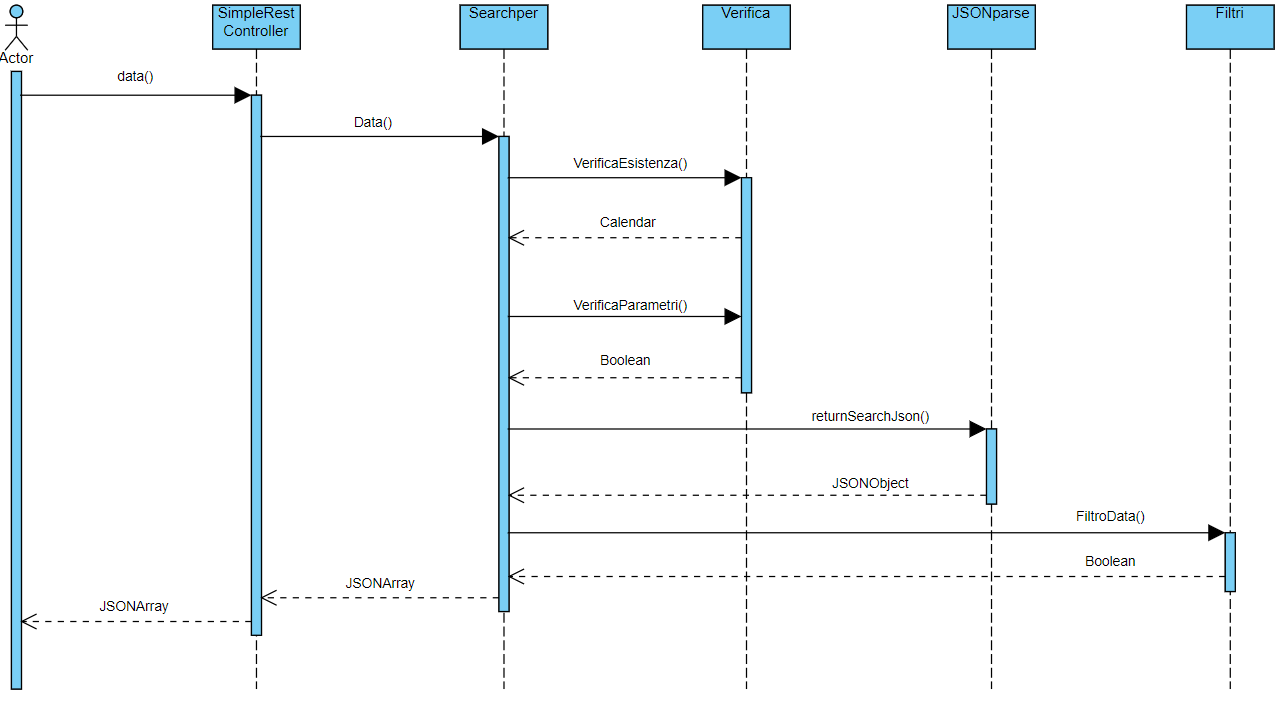 SimpleRest
Controller
Searchper
Verifica
JSONparse
Filtri
Actor
data()
Data()
VerificaEsistenza()
Calendar
VerificaParametri()
Boolean
returnSearchJson()
JSONObject
FiltroData()
Boolean
JSONArray
JSONArray